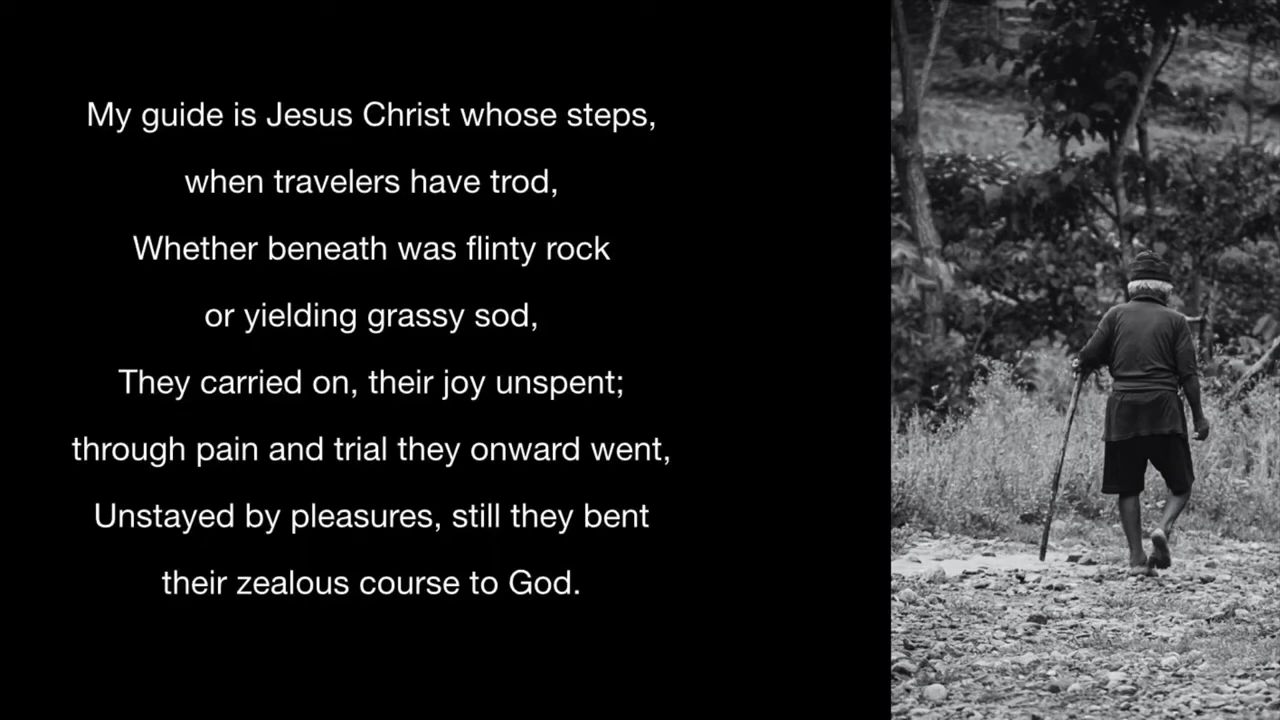 My guide is Jesus Christ whose steps,
when travelers have trod,
Whether beneath was flinty rock
or yielding grassy sod,
They carried on, their joy unspent;
through pain and trial they onward went,
Unstayed by pleasures, still they bent
their zealous course to God.